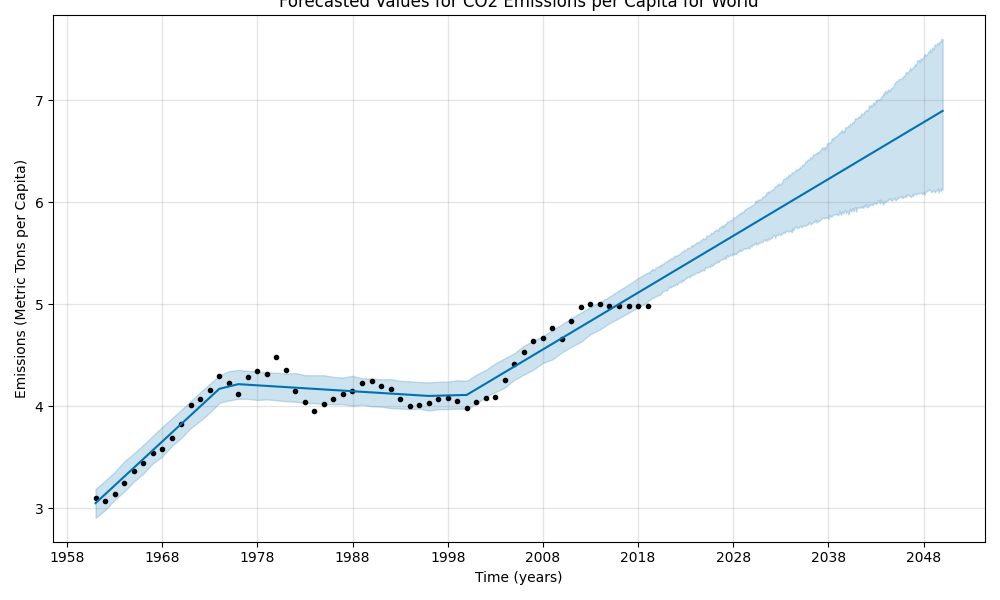 Forecasted Values for CO2 Emissions per Capita for World
7
6
5
4
3
Emissions (Metric Tons per Capita)
1958 1968 1978 1988 1998 2008 2018 2028 2038 2048
Time (years)